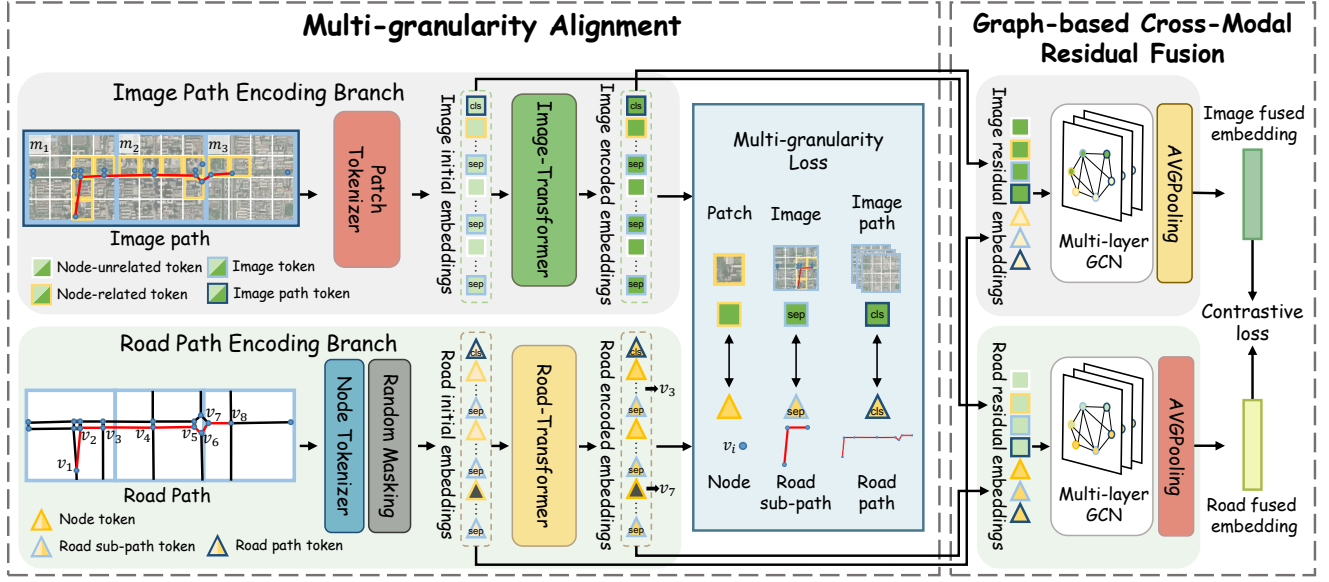 Multi-granularity Alignment
Graph-based Cross-Modal
Residual Fusion
Image Path Encoding Branch
m1
m2
m3
Image path
Node-unrelated token
Image token
Node-related token
Image path token
Patch
Tokenizer
Image initial embeddings
cls
sep
sep
sep
Image-Transformer
Image encoded embeddings
cls
sep
sep
sep
Multi-granularity
Loss
Patch
Image
Image
path
sep
cls
sep
cls
vi
Node
Road
sub-path
Road
path
Road Path Encoding Branch
v1
v2
v3
v4
v5
v6
v7
v8
Road Path
Node token
Road sub-path token
Road path token
Node Tokenizer
Random Masking
Road initial embeddings
cls
sep
sep
sep
Road-Transformer
Road encoded embeddings
cls
v3
sep
sep
v7
sep
Image residual embeddings
Multi-layer
GCN
AVGPooling
Image fused
embedding
Contrastive
loss
Road residual embeddings
Multi-layer
GCN
AVGPooling
Road fused
embedding